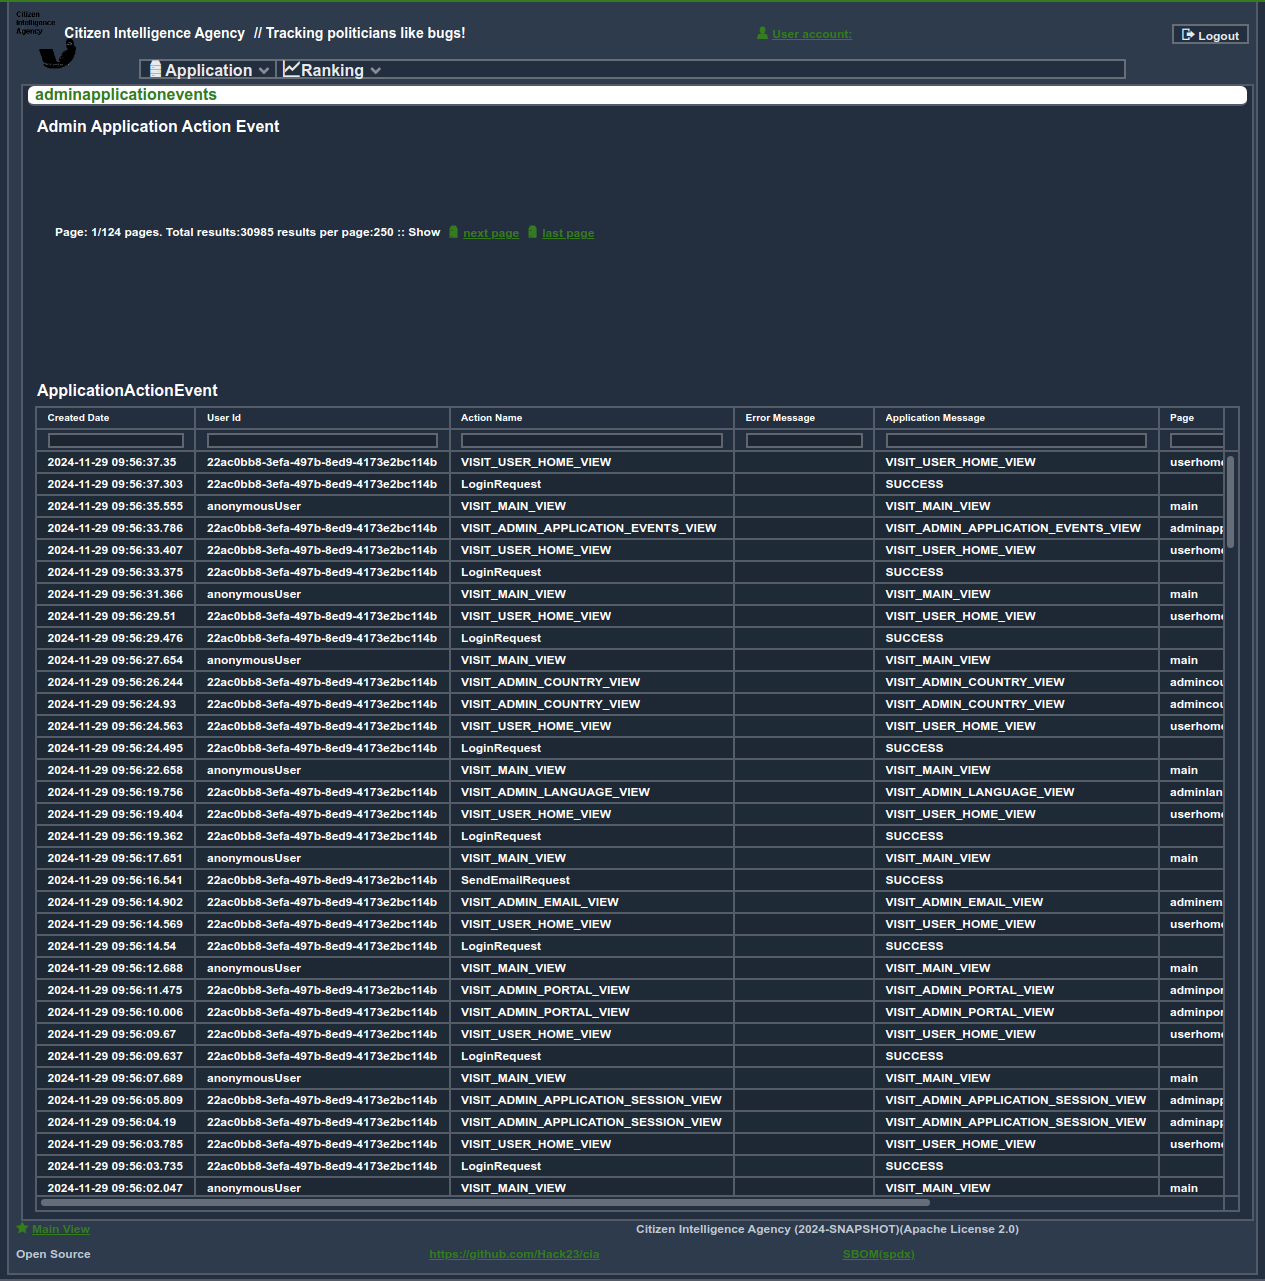 Citizen
Intelligence
Agency
Citizen Intelligence Agency // Tracking politicians like bugs!
User account:
Logout
Application
Ranking
adminapplicationevents
Admin Application Action Event
Page: 1/124 pages. Total results:30985 results per page:250 :: Show next page last page
ApplicationActionEvent
Created Date User Id Action Name Error Message Application Message Page
2024-11-29 09:56:37.35 22ac0bb8-3efa-497b-8ed9-4173e2bc114b VISIT_USER_HOME_VIEW VISIT_USER_HOME_VIEW userhome
2024-11-29 09:56:37.303 22ac0bb8-3efa-497b-8ed9-4173e2bc114b LoginRequest SUCCESS
2024-11-29 09:56:35.555 anonymousUser VISIT_MAIN_VIEW VISIT_MAIN_VIEW main
2024-11-29 09:56:33.786 22ac0bb8-3efa-497b-8ed9-4173e2bc114b VISIT_ADMIN_APPLICATION_EVENTS_VIEW VISIT_ADMIN_APPLICATION_EVENTS_VIEW adminapp
2024-11-29 09:56:33.407 22ac0bb8-3efa-497b-8ed9-4173e2bc114b VISIT_USER_HOME_VIEW VISIT_USER_HOME_VIEW userhome
2024-11-29 09:56:33.375 22ac0bb8-3efa-497b-8ed9-4173e2bc114b LoginRequest SUCCESS
2024-11-29 09:56:31.366 anonymousUser VISIT_MAIN_VIEW VISIT_MAIN_VIEW main
2024-11-29 09:56:29.51 22ac0bb8-3efa-497b-8ed9-4173e2bc114b VISIT_USER_HOME_VIEW VISIT_USER_HOME_VIEW userhome
2024-11-29 09:56:29.476 22ac0bb8-3efa-497b-8ed9-4173e2bc114b LoginRequest SUCCESS
2024-11-29 09:56:27.654 anonymousUser VISIT_MAIN_VIEW VISIT_MAIN_VIEW main
2024-11-29 09:56:26.244 22ac0bb8-3efa-497b-8ed9-4173e2bc114b VISIT_ADMIN_COUNTRY_VIEW VISIT_ADMIN_COUNTRY_VIEW admincou
2024-11-29 09:56:24.93 22ac0bb8-3efa-497b-8ed9-4173e2bc114b VISIT_ADMIN_COUNTRY_VIEW VISIT_ADMIN_COUNTRY_VIEW admincou
2024-11-29 09:56:24.563 22ac0bb8-3efa-497b-8ed9-4173e2bc114b VISIT_USER_HOME_VIEW VISIT_USER_HOME_VIEW userhome
2024-11-29 09:56:24.495 22ac0bb8-3efa-497b-8ed9-4173e2bc114b LoginRequest SUCCESS
2024-11-29 09:56:22.658 anonymousUser VISIT_MAIN_VIEW VISIT_MAIN_VIEW main
2024-11-29 09:56:19.756 22ac0bb8-3efa-497b-8ed9-4173e2bc114b VISIT_ADMIN_LANGUAGE_VIEW VISIT_ADMIN_LANGUAGE_VIEW adminlan
2024-11-29 09:56:19.404 22ac0bb8-3efa-497b-8ed9-4173e2bc114b VISIT_USER_HOME_VIEW VISIT_USER_HOME_VIEW userhome
2024-11-29 09:56:19.362 22ac0bb8-3efa-497b-8ed9-4173e2bc114b LoginRequest SUCCESS
2024-11-29 09:56:17.651 anonymousUser VISIT_MAIN_VIEW VISIT_MAIN_VIEW main
2024-11-29 09:56:16.541 22ac0bb8-3efa-497b-8ed9-4173e2bc114b SendEmailRequest SUCCESS
2024-11-29 09:56:14.902 22ac0bb8-3efa-497b-8ed9-4173e2bc114b VISIT_ADMIN_EMAIL_VIEW VISIT_ADMIN_EMAIL_VIEW adminem
2024-11-29 09:56:14.569 22ac0bb8-3efa-497b-8ed9-4173e2bc114b VISIT_USER_HOME_VIEW VISIT_USER_HOME_VIEW userhome
2024-11-29 09:56:14.54 22ac0bb8-3efa-497b-8ed9-4173e2bc114b LoginRequest SUCCESS
2024-11-29 09:56:12.688 anonymousUser VISIT_MAIN_VIEW VISIT_MAIN_VIEW main
2024-11-29 09:56:11.475 22ac0bb8-3efa-497b-8ed9-4173e2bc114b VISIT_ADMIN_PORTAL_VIEW VISIT_ADMIN_PORTAL_VIEW adminpor
2024-11-29 09:56:10.006 22ac0bb8-3efa-497b-8ed9-4173e2bc114b VISIT_ADMIN_PORTAL_VIEW VISIT_ADMIN_PORTAL_VIEW adminpor
2024-11-29 09:56:09.67 22ac0bb8-3efa-497b-8ed9-4173e2bc114b VISIT_USER_HOME_VIEW VISIT_USER_HOME_VIEW userhome
2024-11-29 09:56:09.637 22ac0bb8-3efa-497b-8ed9-4173e2bc114b LoginRequest SUCCESS
2024-11-29 09:56:07.689 anonymousUser VISIT_MAIN_VIEW VISIT_MAIN_VIEW main
2024-11-29 09:56:05.809 22ac0bb8-3efa-497b-8ed9-4173e2bc114b VISIT_ADMIN_APPLICATION_SESSION_VIEW VISIT_ADMIN_APPLICATION_SESSION_VIEW adminapp
2024-11-29 09:56:04.19 22ac0bb8-3efa-497b-8ed9-4173e2bc114b VISIT_ADMIN_APPLICATION_SESSION_VIEW VISIT_ADMIN_APPLICATION_SESSION_VIEW adminapp
2024-11-29 09:56:03.785 22ac0bb8-3efa-497b-8ed9-4173e2bc114b VISIT_USER_HOME_VIEW VISIT_USER_HOME_VIEW userhome
2024-11-29 09:56:03.735 22ac0bb8-3efa-497b-8ed9-4173e2bc114b LoginRequest SUCCESS
2024-11-29 09:56:02.047 anonymousUser VISIT_MAIN_VIEW VISIT_MAIN_VIEW main
Main View Citizen Intelligence Agency (2024-SNAPSHOT)(Apache License 2.0)
Open Source https://github.com/Hack23/cia SBOM(spdx)